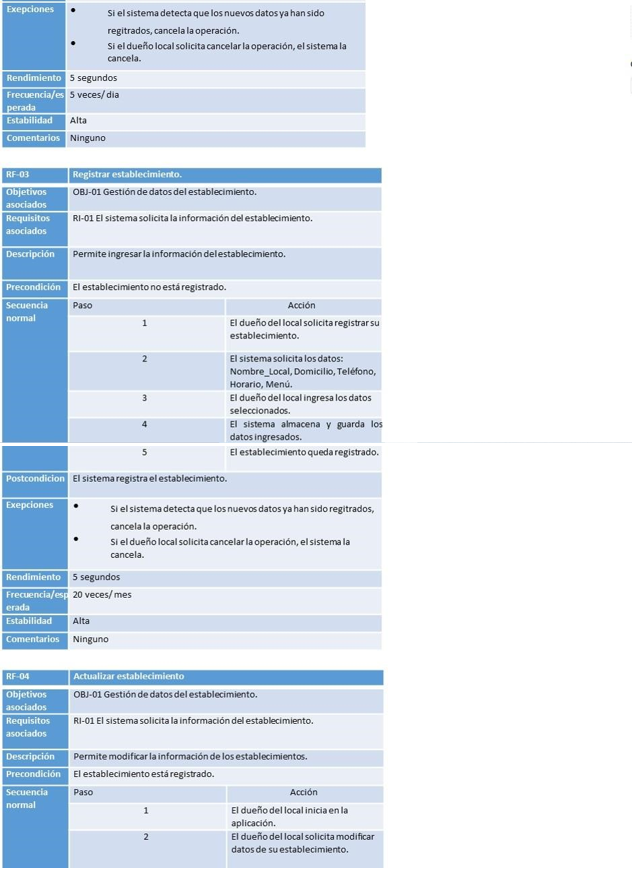 Exepciones
• Si el sistema detecta que los nuevos datos ya han sido
regitrados, cancela la operación.
• Si el dueño local solicita cancelar la operación, el sistema la
cancela.
Rendimiento 5 segundos
Frecuencia/es 5 veces/ dia
perada
Estabilidad Alta
Comentarios Ninguno
RF-03 Registrar establecimiento.
Objetivos OBJ-01 Gestión de datos del establecimiento.
asociados
Requisitos RI-01 El sistema solicita la información del establecimiento.
asociados
Descripción Permite ingresar la información del establecimiento.
Precondición El establecimiento no está registrado.
Secuencia Paso Acción
normal
1 El dueño del local solicita registrar su
establecimiento.
2 El sistema solicita los datos:
Nombre_Local, Domicilio, Teléfono,
Horario, Menú.
3 El dueño del local ingresa los datos
seleccionados.
4 El sistema almacena y guarda los
datos ingresados.
5 El establecimiento queda registrado.
Postcondicion El sistema registra el establecimiento.
Exepciones
• Si el sistema detecta que los nuevos datos ya han sido regitrados,
cancela la operación.
• Si el dueño local solicita cancelar la operación, el sistema la
cancela.
Rendimiento 5 segundos
Frecuencia/esp 20 veces/ mes
erada
Estabilidad Alta
Comentarios Ninguno
RF-04 Actualizar establecimiento
Objetivos OBJ-01 Gestión de datos del establecimiento.
asociados
Requisitos RI-01 El sistema solicita la información del establecimiento.
asociados
Descripción Permite modificar la información de los establecimientos.
Precondición El establecimiento está registrado.
Secuencia Paso Acción
normal
1 El dueño del local inicia en la
aplicación.
2 El dueño del local solicita modificar
datos de su establecimiento.